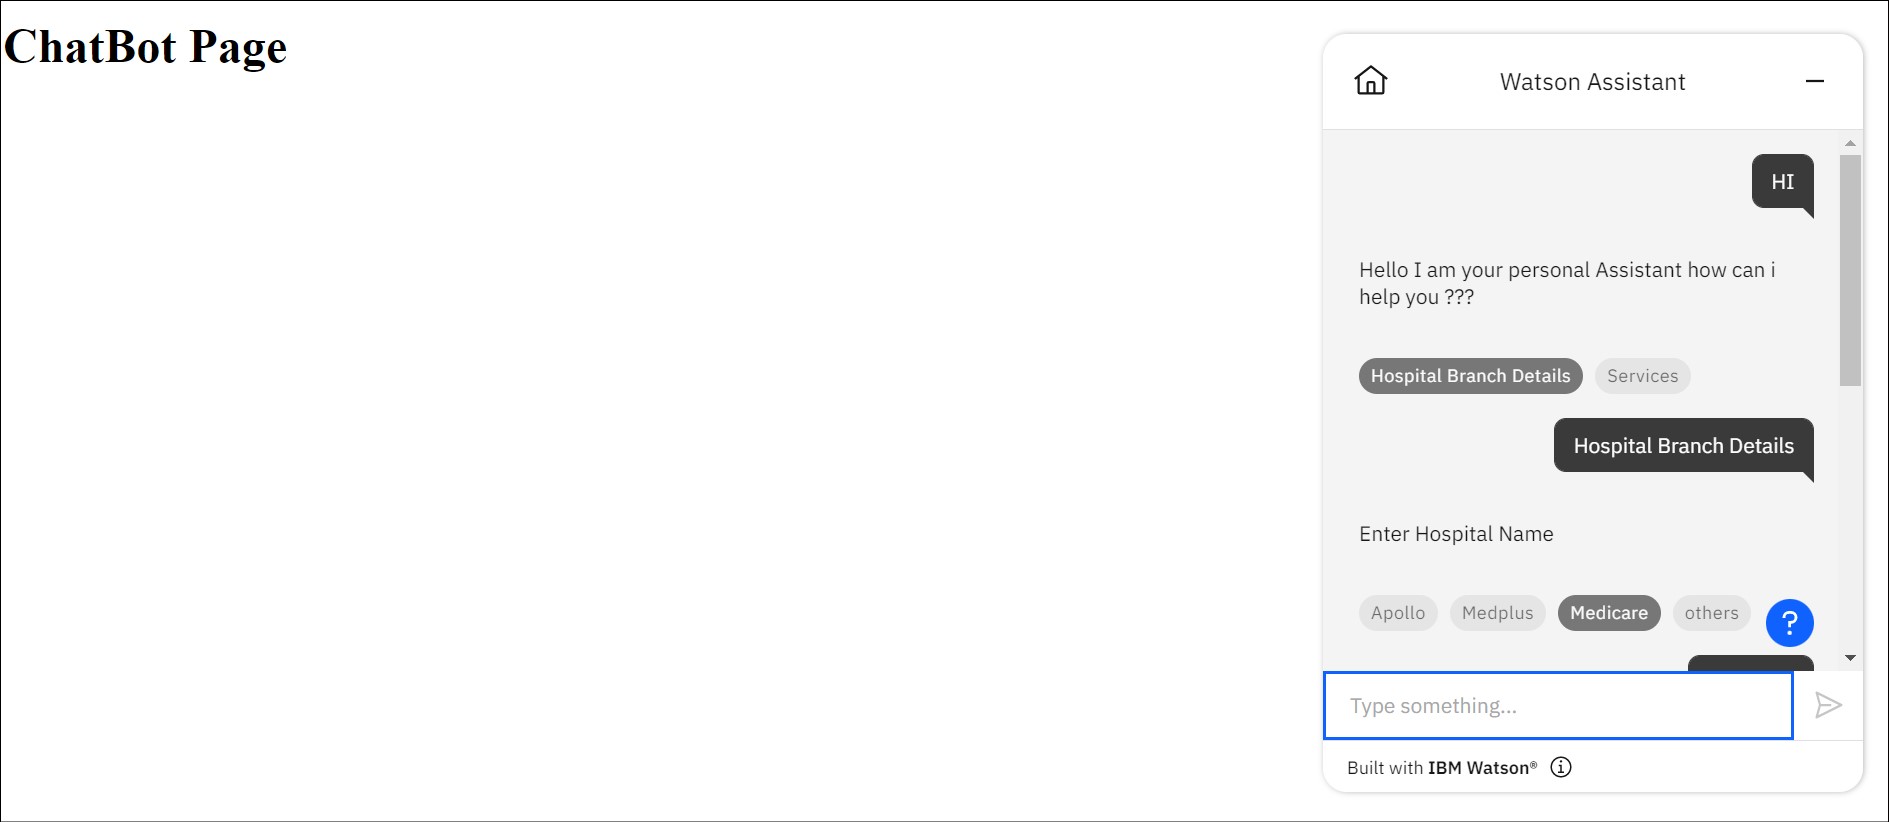 ChatBot Page
Watson Assistant
HI
Hello I am your personal Assistant how can i
help you ???
Hospital Branch Details Services
Hospital Branch Details
Enter Hospital Name
Apollo Medplus Medicare others
?
Type something...
Built with IBM Watson®